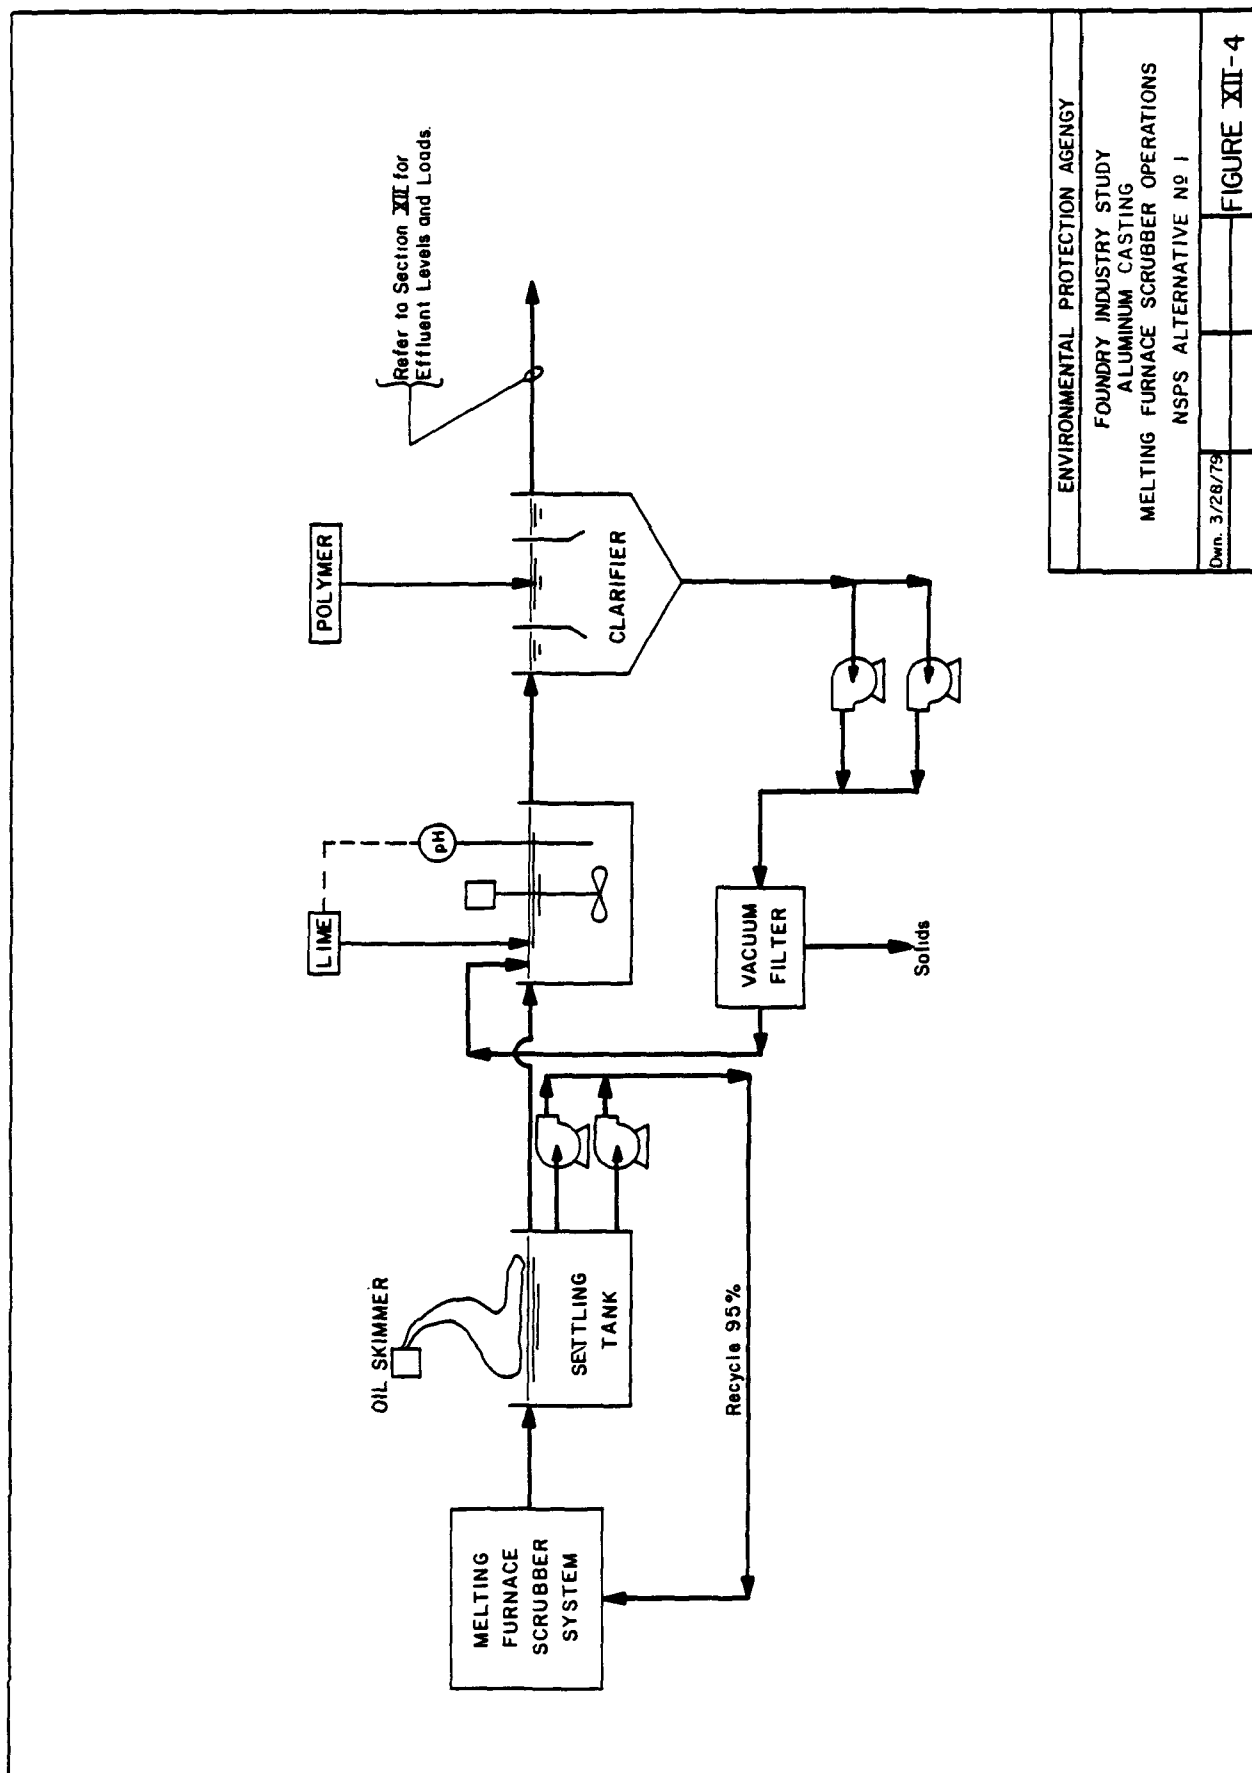 Refer to Section XII for
Effluent Levels and Loads.
POLYMER
LIME
pH
OIL SKIMMER
CLARIFIER
SETTLING
TANK
MELTING
FURNACE
SCRUBBER
SYSTEM
VACUUM
FILTER
Solids
Recycle 95%
ENVIRONMENTAL PROTECTION AGENGY
FOUNDRY INDUSTRY STUDY
ALUMINUM CASTING
MELTING FURNACE SCRUBBER OPERATIONS
NSPS ALTERNATIVE Nº 1
Dwn. 3/28/79
FIGURE XII-4